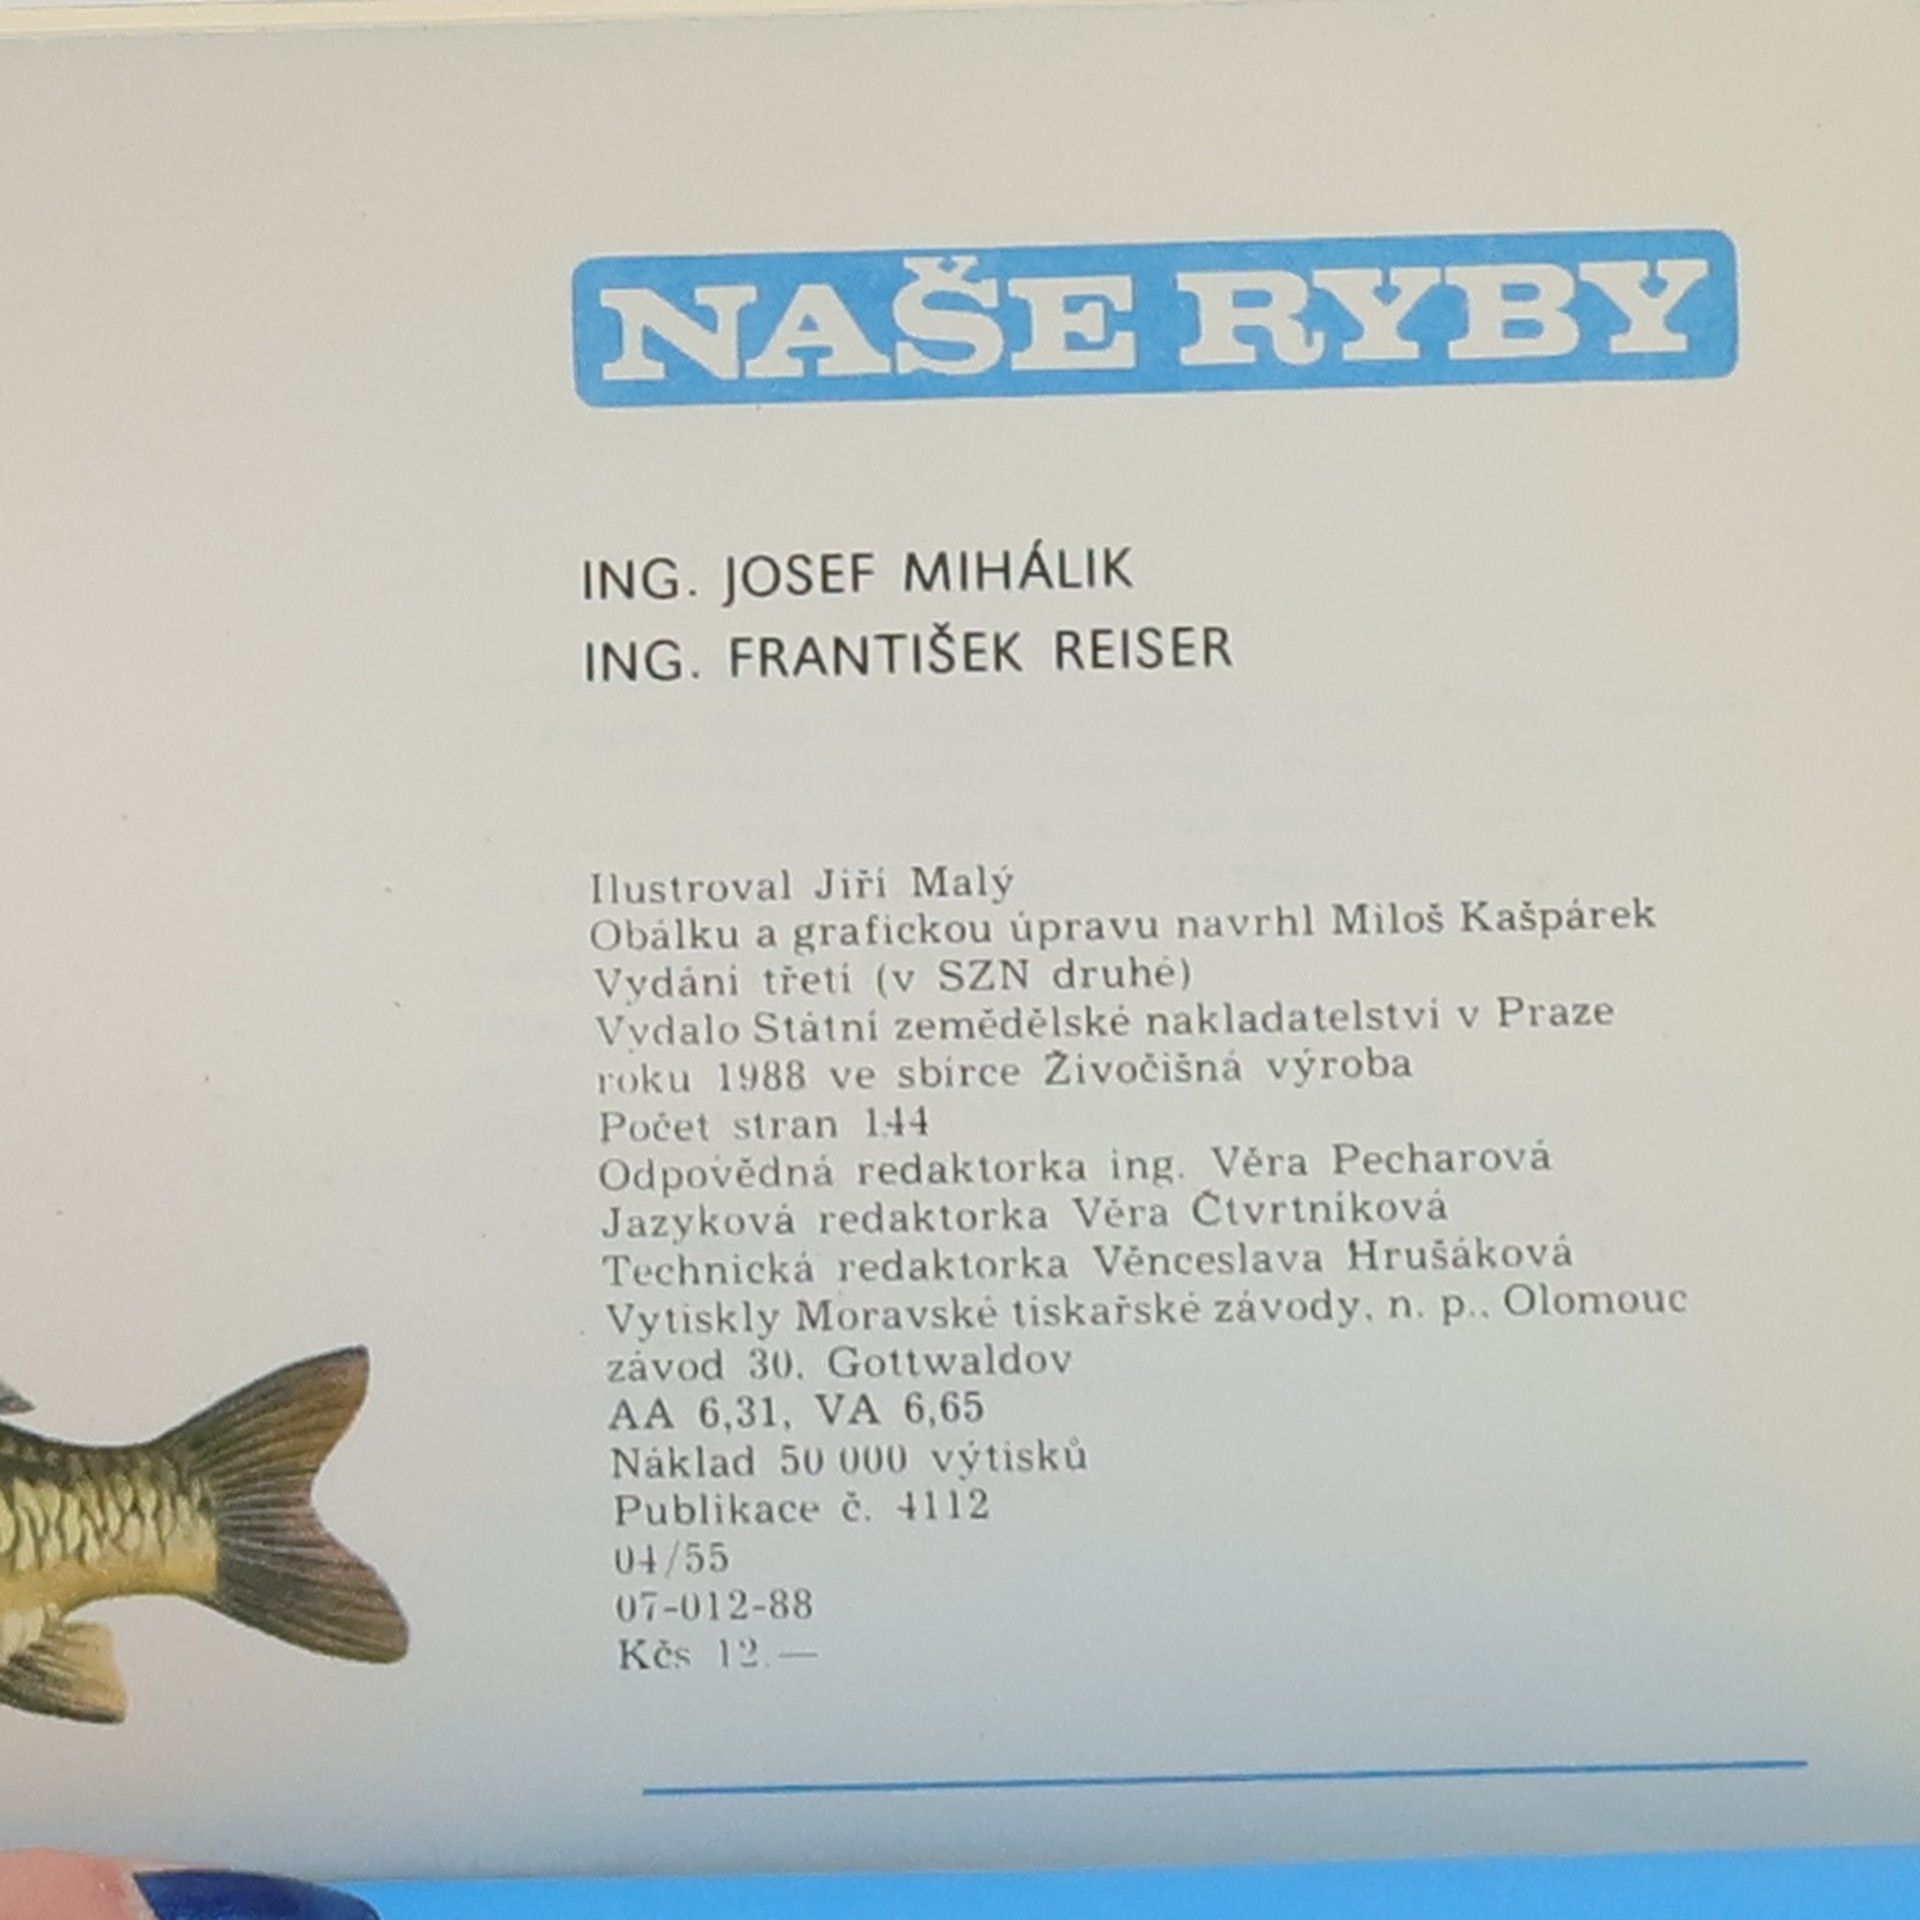 NAŠE RYBY
ING. JOSEF MIHÁLIK
ING. FRANTIŠEK REISER
Ilustroval Jiří Malý
Obálku a grafickou úpravu navrhl Miloš Kašpárek
Vydání třetí (v SZN druhé)
Vydalo Státní zemědělské nakladatelství v Praze
roku 1988 ve sbírce Živočišná výroba
Počet stran 144
Odpovědná redaktorka ing. Věra Pecharová
Jazyková redaktorka Věra Čtvrtníková
Technická redaktorka Věnceslava Hrušáková
Vytiskly Moravské tiskařské závody, n. p., Olomouc
závod 30, Gottwaldov
AA 6,31, VA 6,65
Náklad 50 000 výtisků
Publikace č. 4112
04/55
07-012-88
Kčs 12,—